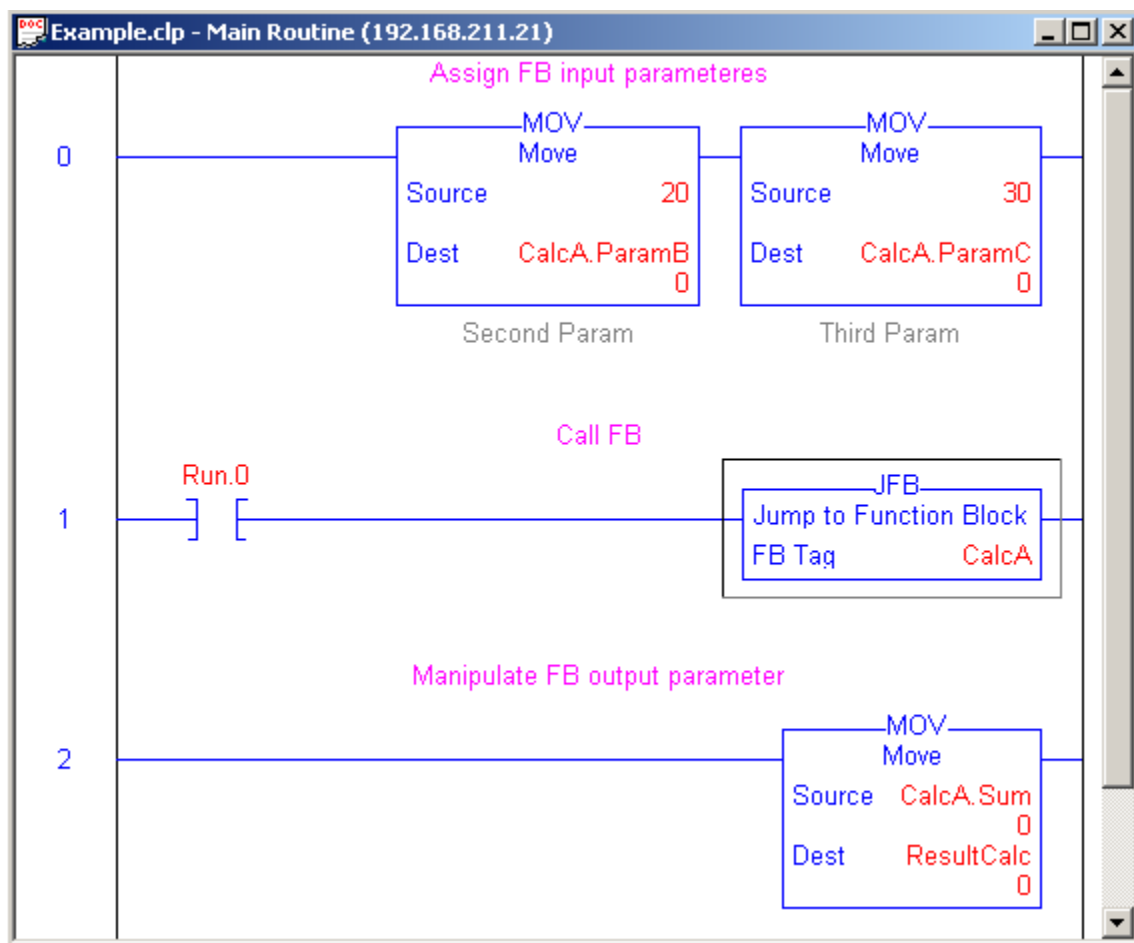 DOC
Example.clp - Main Routine (192.168.211.21)
Assign FB input parameteres
0
MOV
Move
Source 20
Dest CalcA.ParamB
0
Second Param
MOV
Move
Source 30
Dest CalcA.ParamC
0
Third Param
Call FB
1
Run.0
JFB
Jump to Function Block
FB Tag CalcA
Manipulate FB output parameter
2
MOV
Move
Source CalcA.Sum
0
Dest ResultCalc
0